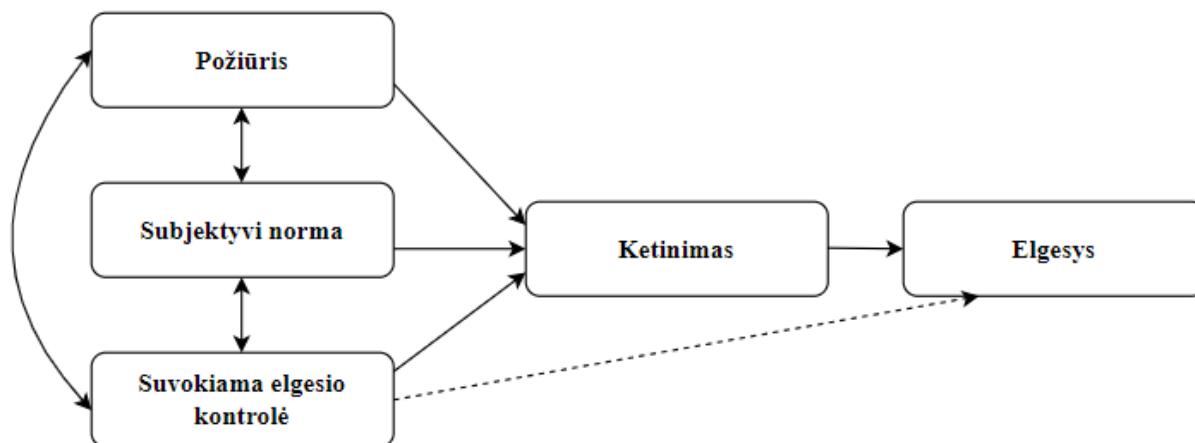 Požiūris
Subjektyvi norma
Ketinimas
Elgesys
Suvokiama elgesio
kontrolė